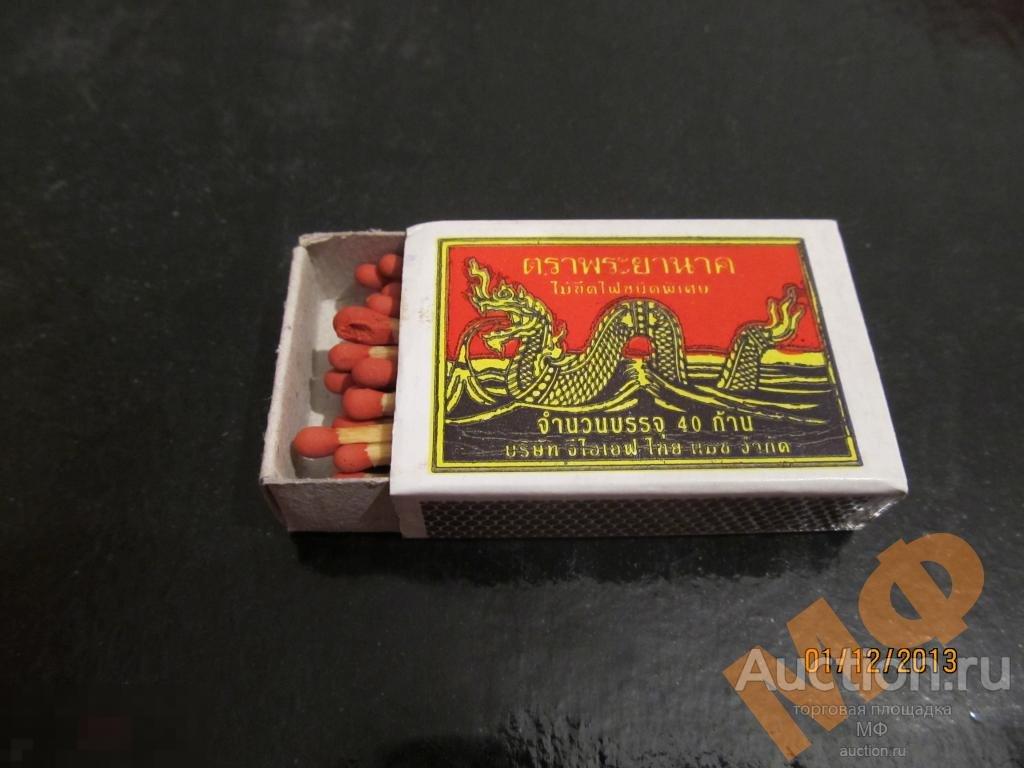 ตราพระยานาค
ไม้ขีดไฟชนิดพิเศษ
จำนวนบรรจุ 40 ก้าน
บริษัท จีไอเอฟ ไทย แมช จำกัด
МФ
01/12/2013
Auction.ru
торговая площадка
МФ
auction.ru